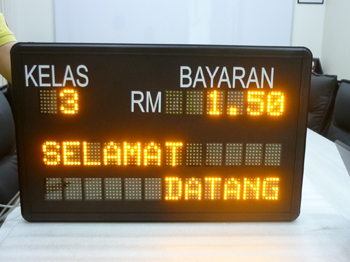 KELAS BAYARAN
3 RM 1.50
SELAMAT
DATANG